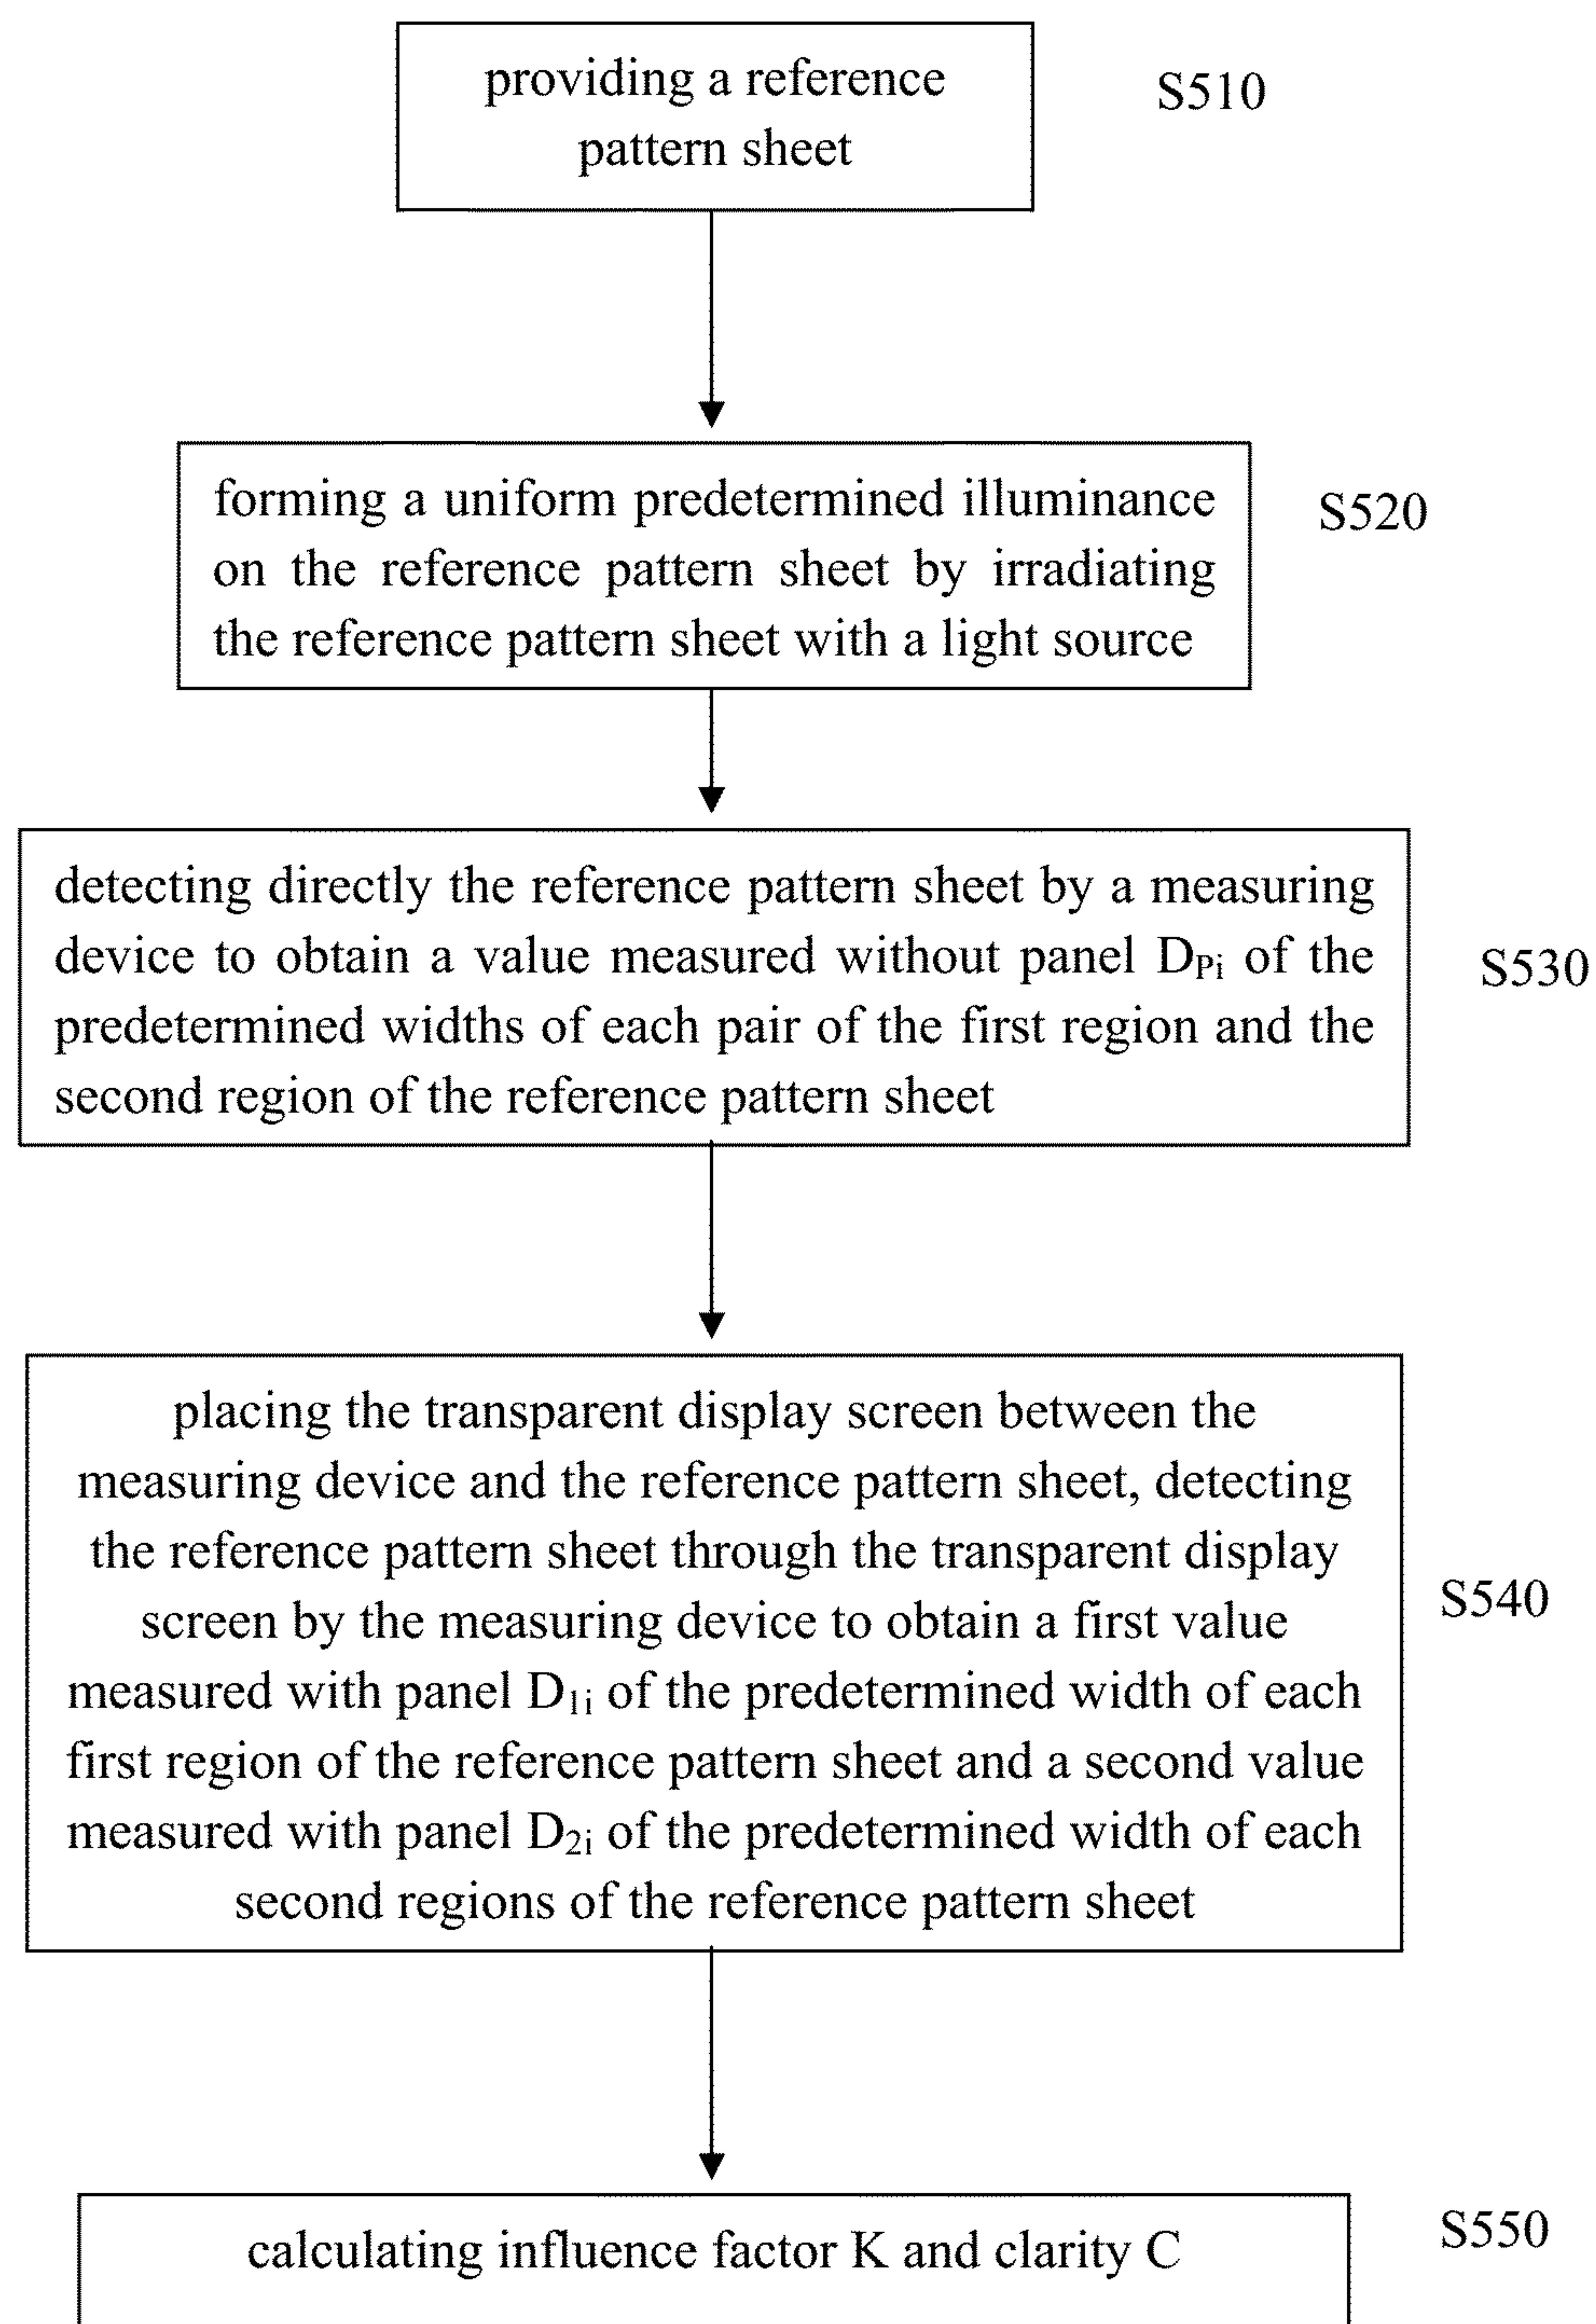 providing a reference
pattern sheet
S510
forming a uniform predetermined illuminance
on the reference pattern sheet by irradiating
the reference pattern sheet with a light source
S520
detecting directly the reference pattern sheet by a measuring
device to obtain a value measured without panel DPi of the
predetermined widths of each pair of the first region and the
second region of the reference pattern sheet
S530
placing the transparent display screen between the
measuring device and the reference pattern sheet, detecting
the reference pattern sheet through the transparent display
screen by the measuring device to obtain a first value
measured with panel D1i of the predetermined width of each
first region of the reference pattern sheet and a second value
measured with panel D2i of the predetermined width of each
second regions of the reference pattern sheet
S540
calculating influence factor K and clarity C
S550